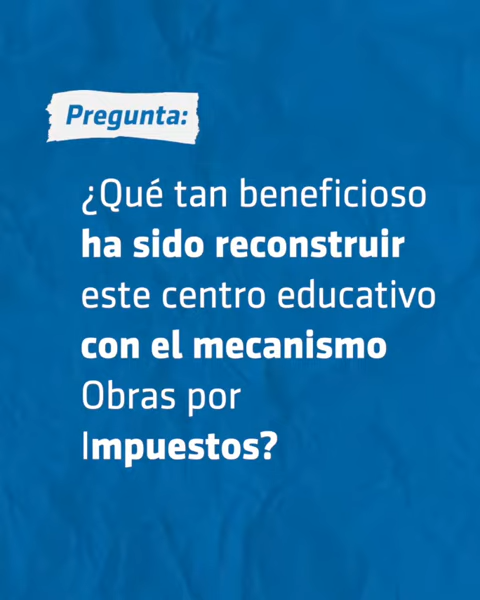 Pregunta:
¿Qué tan beneficioso
ha sido reconstruir
este centro educativo
con el mecanismo
Obras por
Impuestos?